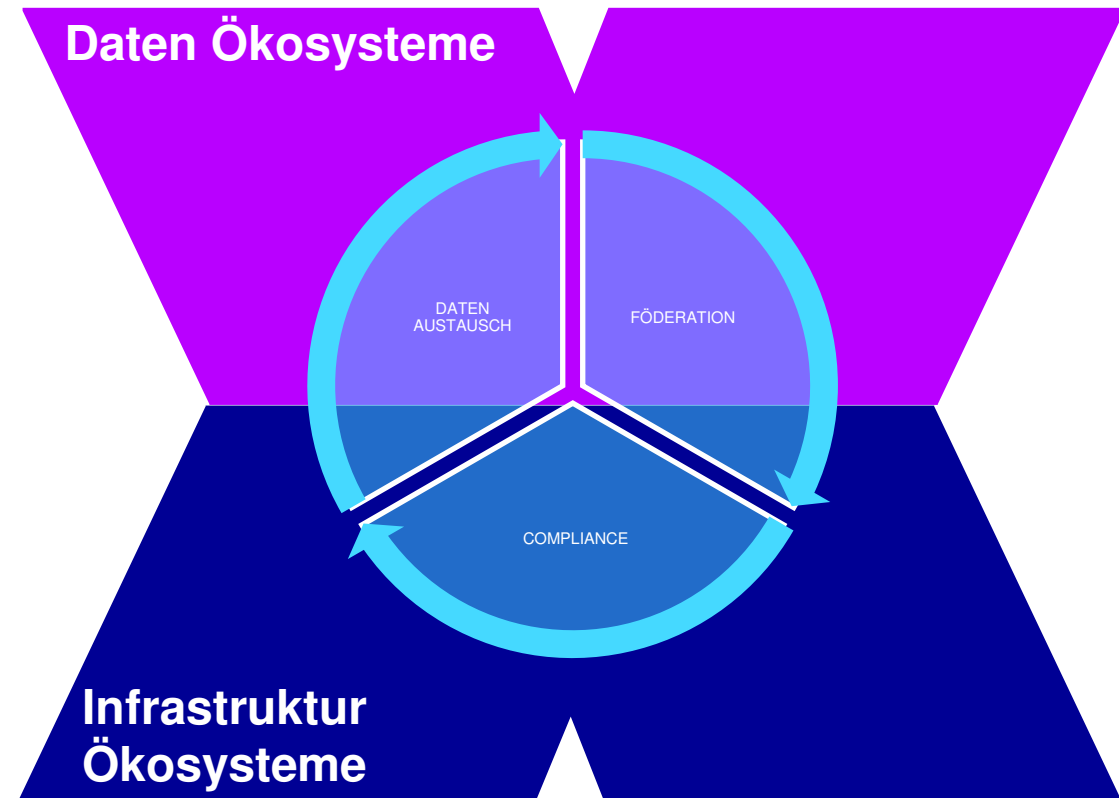 Daten Ökosysteme
DATEN
AUSTAUSCH
FÖDERATION
COMPLIANCE
Infrastruktur
Ökosysteme